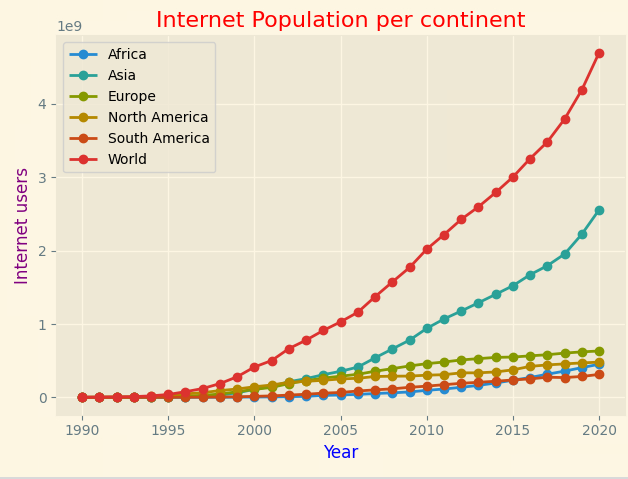 Internet Population per continent
1e9
Africa
Asia
Europe
North America
South America
World
Internet users
4
3
2
1
0
1990 1995 2000 2005 2010 2015 2020
Year